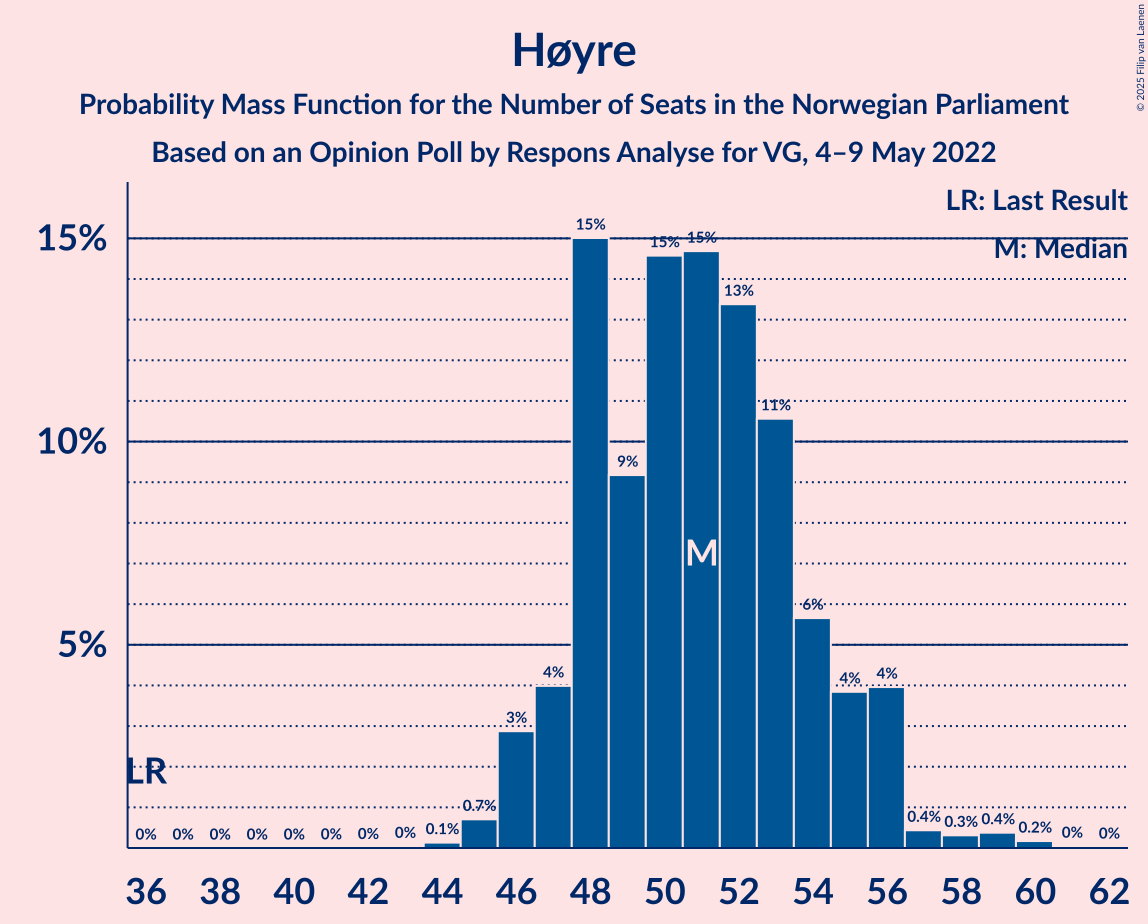 © 2025 Filip van Laenen
Høyre
Probability Mass Function for the Number of Seats in the Norwegian Parliament
Based on an Opinion Poll by Respons Analyse for VG, 4–9 May 2022
LR: Last Result
M: Median
15%
10%
5%
0% 0% 0% 0% 0% 0% 0% 0% 0.1% 0.7% 3% 4% 15% 9% 15% 15% 13% 11% 6% 4% 4% 0.4% 0.3% 0.4% 0.2% 0% 0%
M
LR
36 38 40 42 44 46 48 50 52 54 56 58 60 62